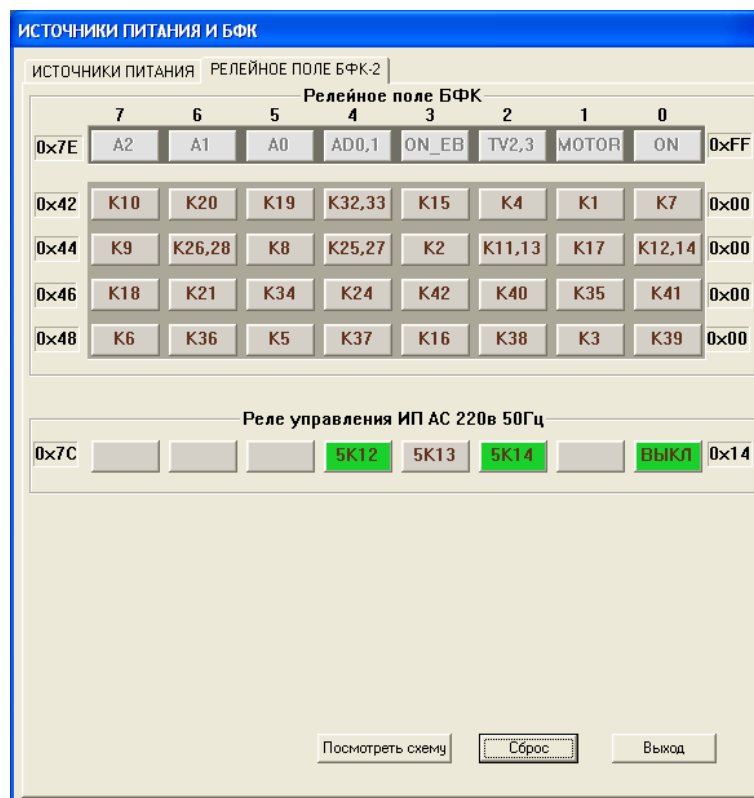 ИСТОЧНИКИ ПИТАНИЯ И БФК
ИСТОЧНИКИ ПИТАНИЯ РЕЛЕЙНОЕ ПОЛЕ БФК-2
Релейное поле БФК
7 6 5 4 3 2 1 0
0x7E A2 A1 A0 AD0,1 ON_EB TV2,3 MOTOR ON 0xFF
0x42 K10 K20 K19 K32,33 K15 K4 K1 K7 0x00
0x44 K9 K26,28 K8 K25,27 K2 K11,13 K17 K12,14 0x00
0x46 K18 K21 K34 K24 K42 K40 K35 K41 0x00
0x48 K6 K36 K5 K37 K16 K38 K3 K39 0x00
Реле управления ИП АС 220в 50Гц
0x7C 5K12 5K13 5K14 ВЫКЛ 0x14
Посмотреть схему Сброс Выход